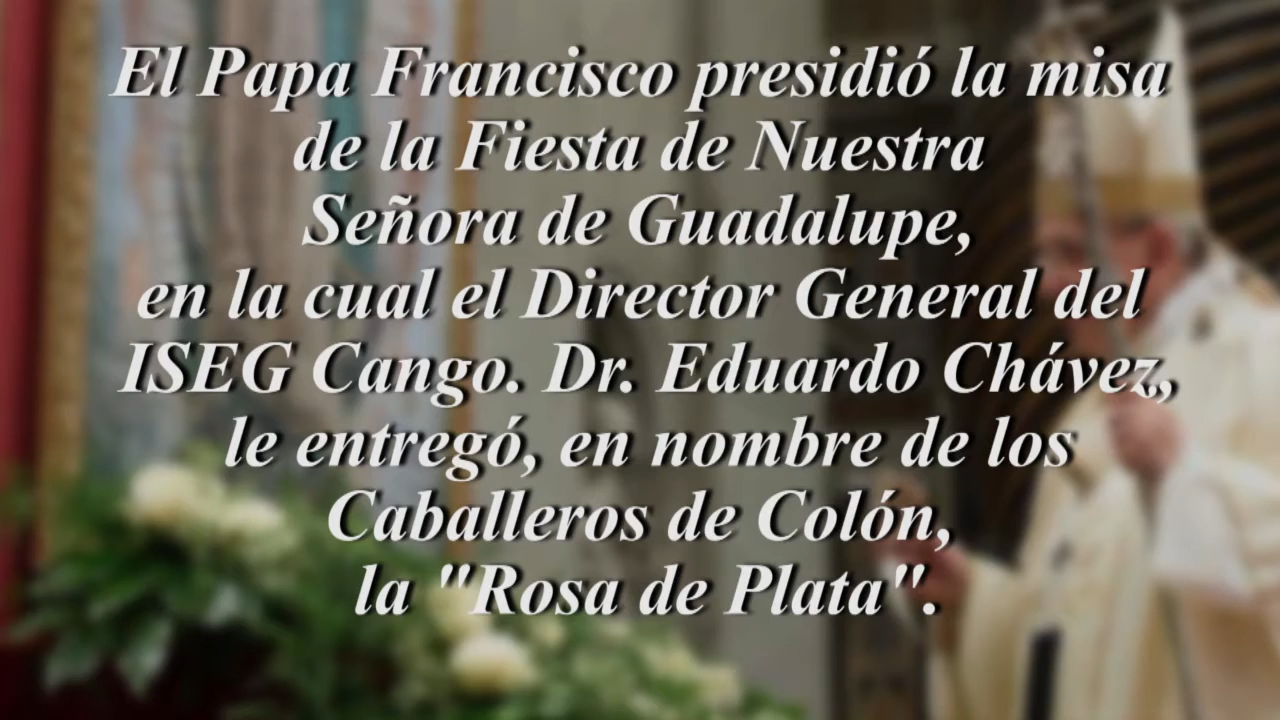 El Papa Francisco presidió la misa
de la Fiesta de Nuestra
Señora de Guadalupe,
en la cual el Director General del
ISEG Cango. Dr. Eduardo Chávez,
le entregó, en nombre de los
Caballeros de Colón,
la "Rosa de Plata".